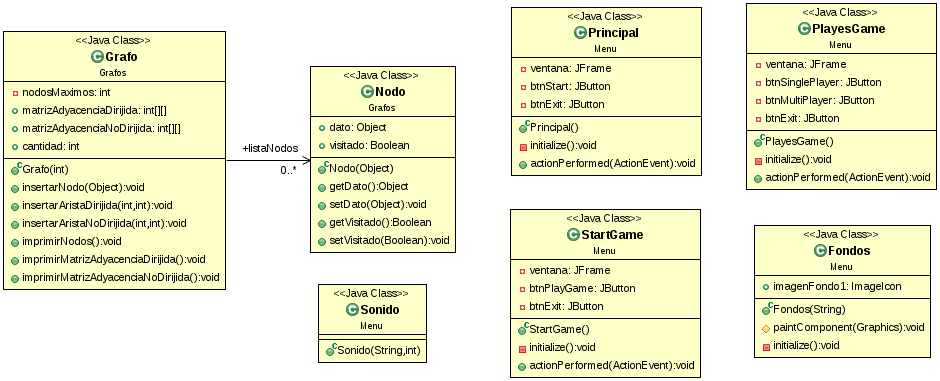 <<Java Class>>
Grafo
Grafos
nodosMaximos: int
matrizAdyacenciaDirijida: int[][]
matrizAdyacenciaNoDirijida: int[][]
cantidad: int
Grafo(int)
insertarNodo(Object):void
insertarAristaDirijida(int,int):void
insertarAristaNoDirijida(int,int):void
imprimirNodos():void
imprimirMatrizAdyacenciaDirijida():void
imprimirMatrizAdyacenciaNoDirijida():void
+listaNodos
0..*
<<Java Class>>
Nodo
Grafos
dato: Object
visitado: Boolean
Nodo(Object)
getDato():Object
setDato(Object):void
getVisitado():Boolean
setVisitado(Boolean):void
<<Java Class>>
Sonido
Menu
Sonido(String,int)
<<Java Class>>
Principal
Menu
ventana: JFrame
btnStart: JButton
btnExit: JButton
Principal()
initialize():void
actionPerformed(ActionEvent):void
<<Java Class>>
StartGame
Menu
ventana: JFrame
btnPlayGame: JButton
btnExit: JButton
StartGame()
initialize():void
actionPerformed(ActionEvent):void
<<Java Class>>
PlayesGame
Menu
ventana: JFrame
btnSinglePlayer: JButton
btnMultiPlayer: JButton
btnExit: JButton
PlayesGame()
initialize():void
actionPerformed(ActionEvent):void
<<Java Class>>
Fondos
Menu
imagenFondo1: ImageIcon
Fondos(String)
paintComponent(Graphics):void
initialize():void